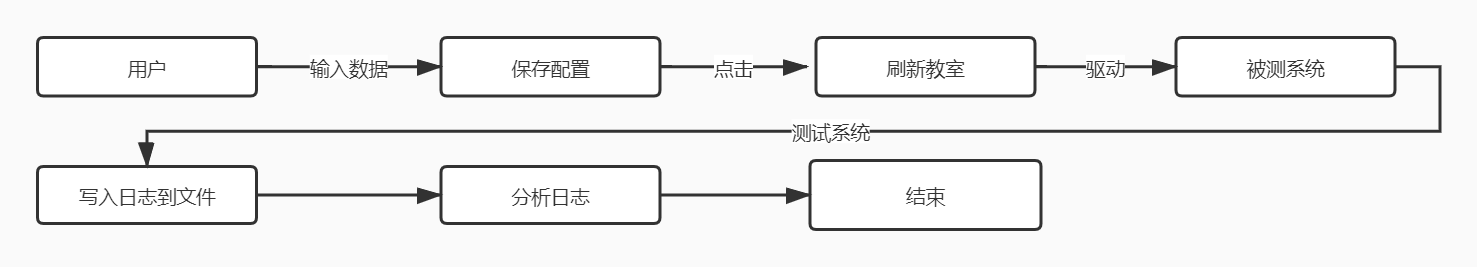 用户
输入数据
保存配置
点击
刷新教室
驱动
被测系统
测试系统
写入日志到文件
分析日志
结束